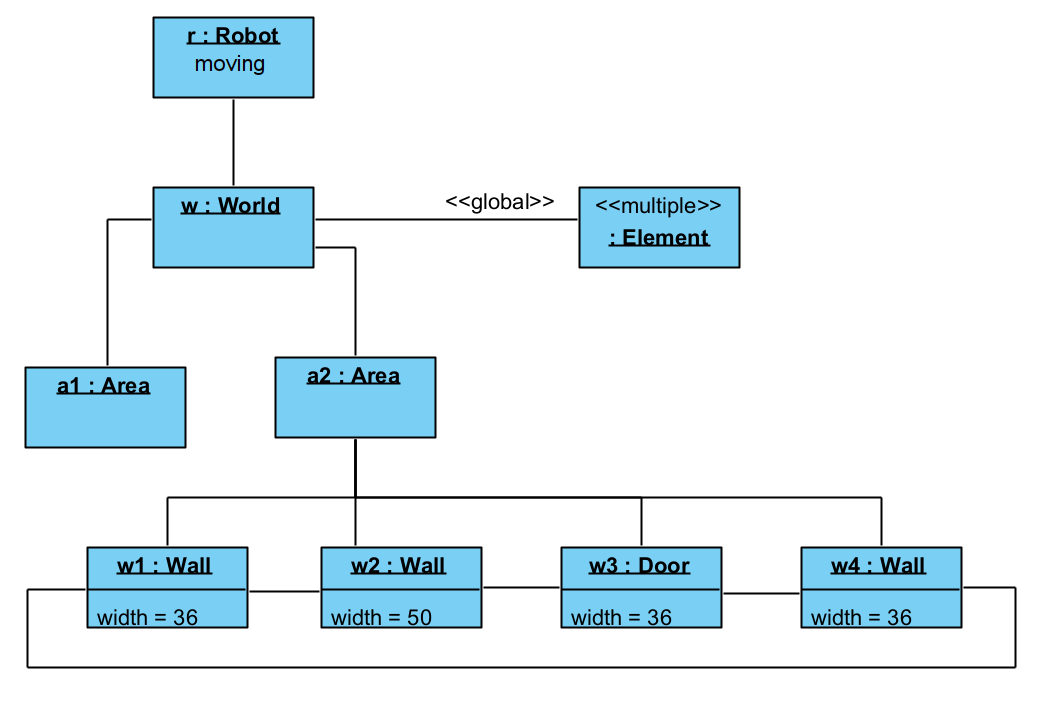 r : Robot
moving
w : World
<<global>>
<<multiple>>
: Element
a1 : Area
a2 : Area
w1 : Wall
width = 36
w2 : Wall
width = 50
w3 : Door
width = 36
w4 : Wall
width = 36